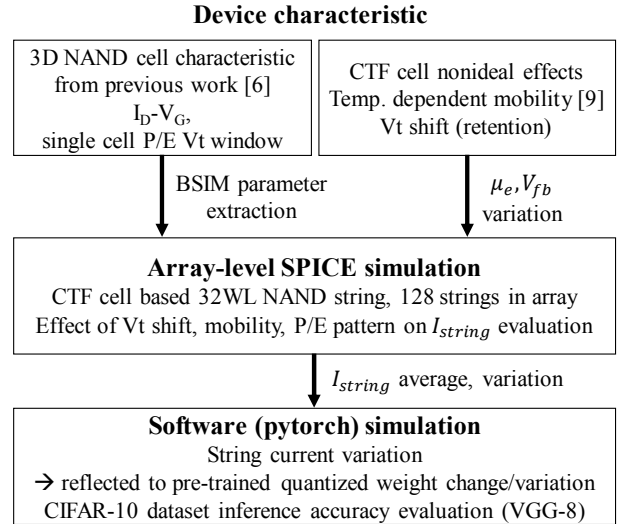 Device characteristic
3D NAND cell characteristic
from previous work [6]
I_D-V_G,
single cell P/E Vt window
CTF cell nonideal effects
Temp. dependent mobility [9]
Vt shift (retention)
BSIM parameter
extraction
μ_e, V_fb
variation
Array-level SPICE simulation
CTF cell based 32WL NAND string, 128 strings in array
Effect of Vt shift, mobility, P/E pattern on I_string evaluation
I_string average, variation
Software (pytorch) simulation
String current variation
→ reflected to pre-trained quantized weight change/variation
CIFAR-10 dataset inference accuracy evaluation (VGG-8)